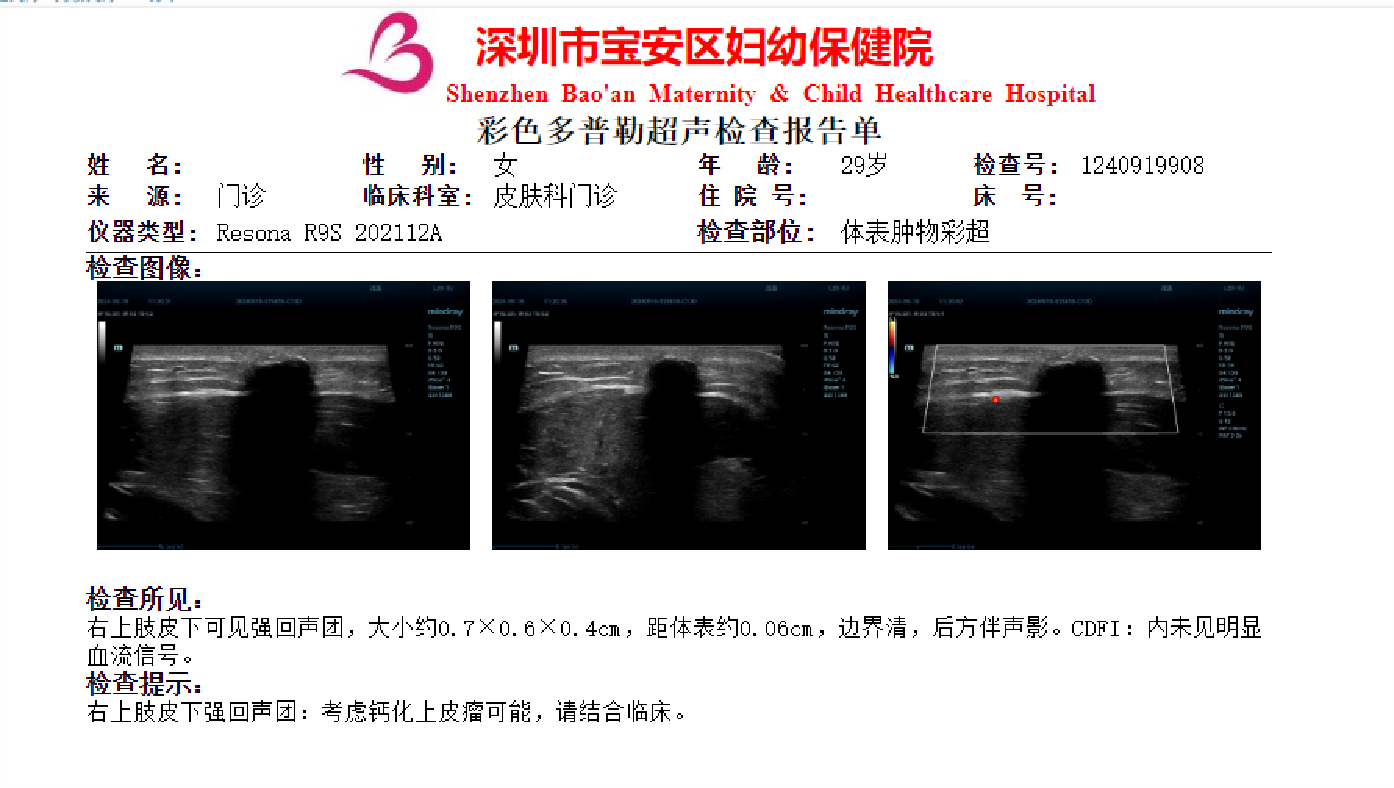 深圳市宝安区妇幼保健院
Shenzhen Bao'an Maternity & Child Healthcare Hospital
彩色多普勒超声检查报告单
姓 名: 性 别: 女 年 龄: 29岁 检查号: 1240919908
来 源: 门诊 临床科室: 皮肤科门诊 住 院 号: 床 号:
仪器类型: Resona R9S 202112A 检查部位: 体表肿物彩超
检查图像:
mindray mindray mindray
检查所见:
右上肢皮下可见强回声团，大小约0.7×0.6×0.4cm，距体表约0.06cm，边界清，后方伴声影。CDFI: 内未见明显
血流信号。
检查提示:
右上肢皮下强回声团: 考虑钙化上皮瘤可能，请结合临床。